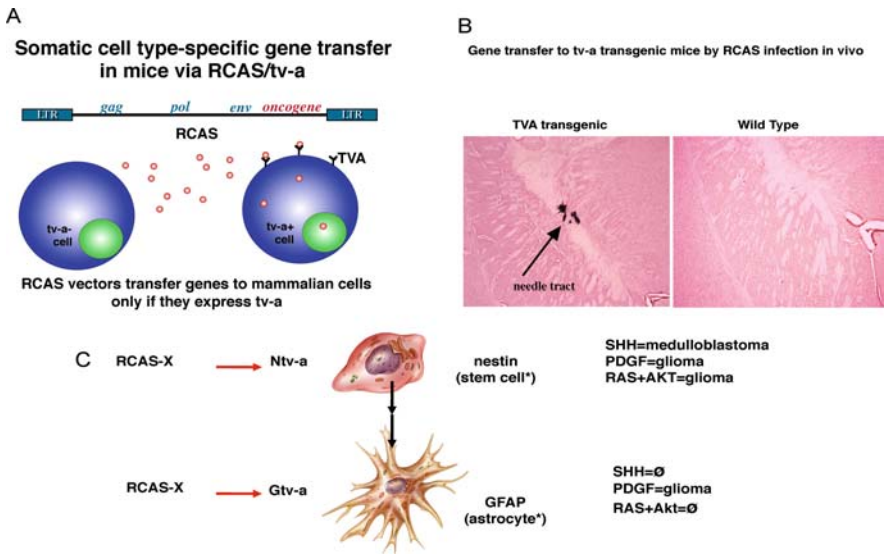 A
Somatic cell type-specific gene transfer
in mice via RCAS/tv-a
LTR gag pol env oncogene LTR
RCAS
TVA
tv-a-
cell
tv-a+
cell
RCAS vectors transfer genes to mammalian cells
only if they express tv-a
B
Gene transfer to tv-a transgenic mice by RCAS infection in vivo
TVA transgenic
Wild Type
needle tract
C
RCAS-X
Ntv-a
nestin
(stem cell*)
SHH=medulloblastoma
PDGF=glioma
RAS+AKT=glioma
RCAS-X
Gtv-a
GFAP
(astrocyte*)
SHH=Ø
PDGF=glioma
RAS+Akt=Ø